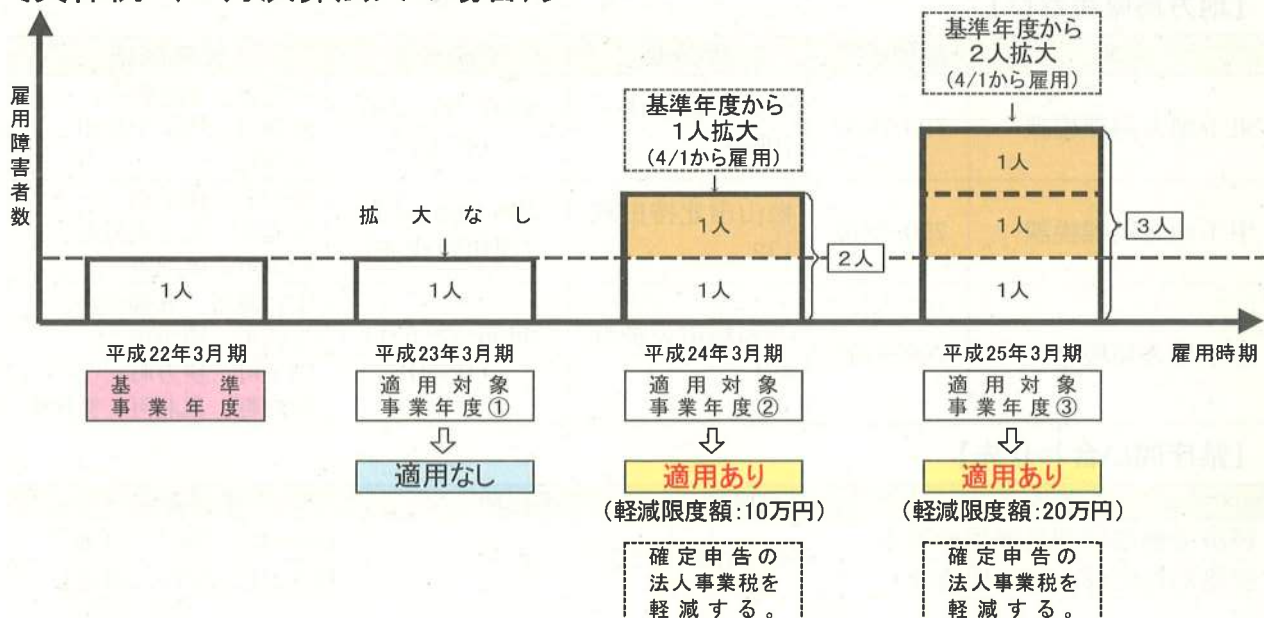 基準年度から
2人拡大
(4/1から雇用)
基準年度から
1人拡大
(4/1から雇用)
雇用障害者数
拡大なし
1人
1人
1人
1人
2人
1人
1人
1人
3人
平成22年3月期
平成23年3月期
平成24年3月期
平成25年3月期
雇用時期
基準
事業年度
適用対象
事業年度①
適用対象
事業年度②
適用対象
事業年度③
適用なし
適用あり
適用あり
(軽減限度額:10万円)
(軽減限度額:20万円)
確定申告の
法人事業税を
軽減する。
確定申告の
法人事業税を
軽減する。